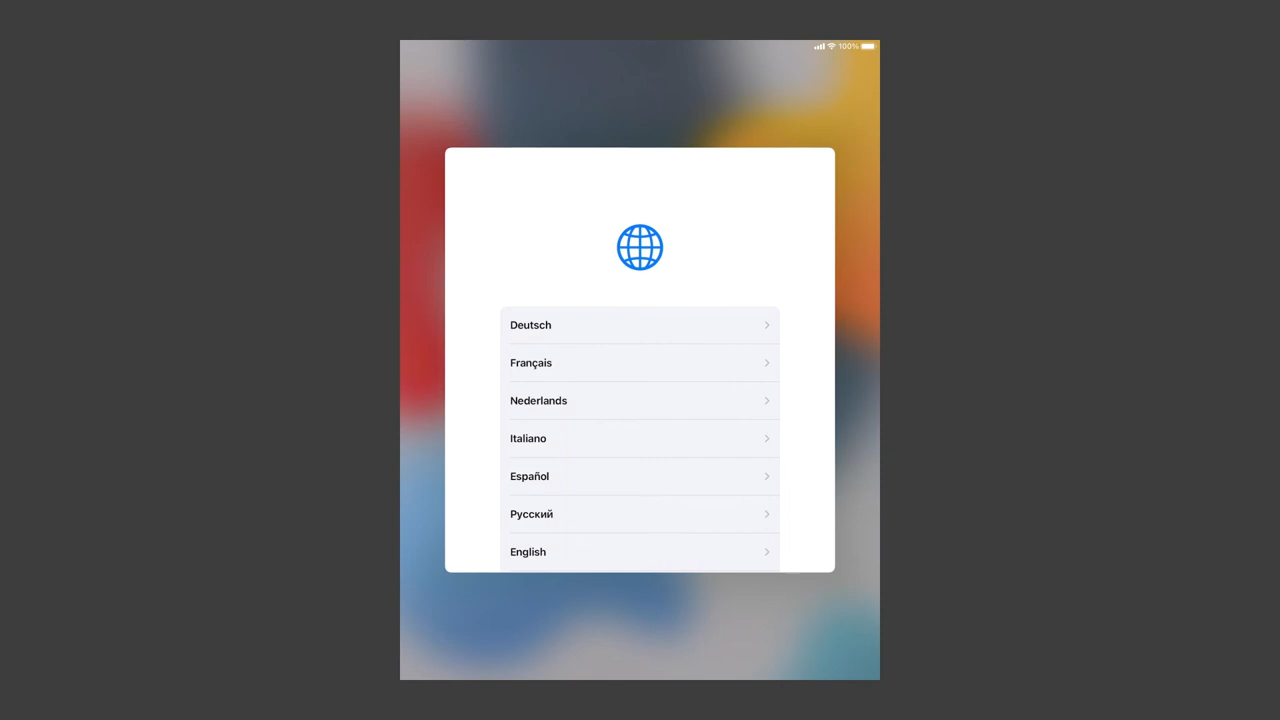 100%
Deutsch
Français
Nederlands
Italiano
Español
Русский
English